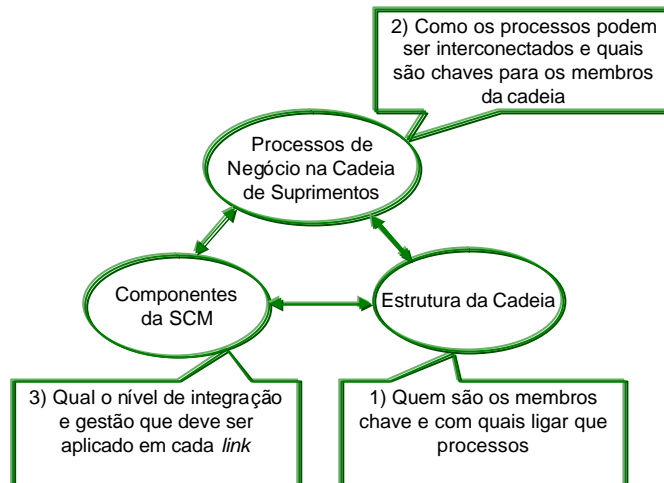 2) Como os processos podem
ser interconectados e quais
são chaves para os membros
da cadeia
Processos de
Negócio na Cadeia
de Suprimentos
Componentes
da SCM
Estrutura da Cadeia
3) Qual o nível de integração
e gestão que deve ser
aplicado em cada link
1) Quem são os membros
chave e com quais ligar que
processos